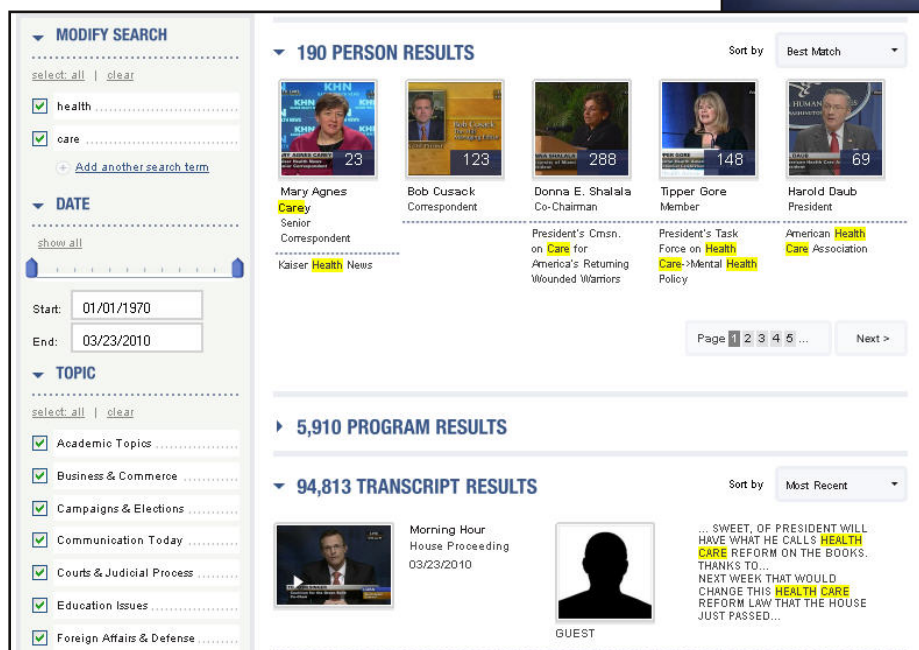 MODIFY SEARCH
select: all | clear
health
care
+ Add another search term
DATE
show all
Start: 01/01/1970
End: 03/23/2010
TOPIC
select: all | clear
Academic Topics
Business & Commerce
Campaigns & Elections
Communication Today
Courts & Judicial Process
Education Issues
Foreign Affairs & Defense
190 PERSON RESULTS
Sort by Best Match
KHN
KHN
23
Mary Agnes
Carey
Senior
Correspondent
Kaiser Health News
Bob Cusack
123
Bob Cusack
Correspondent
288
Donna E. Shalala
Co-Chairman
President's Cmsn.
on Care for
America's Returning
Wounded Warriors
148
Tipper Gore
Member
President's Task
Force on Health
Care->Mental Health
Policy
69
Harold Daub
President
American Health
Care Association
Page 1 2 3 4 5 ...
Next >
5,910 PROGRAM RESULTS
94,813 TRANSCRIPT RESULTS
Sort by Most Recent
Morning Hour
House Proceeding
03/23/2010
GUEST
... SWEET, OF PRESIDENT WILL
HAVE WHAT HE CALLS HEALTH
CARE REFORM ON THE BOOKS.
THANKS TO...
NEXT WEEK THAT WOULD
CHANGE THIS HEALTH CARE
REFORM LAW THAT THE HOUSE
JUST PASSED...